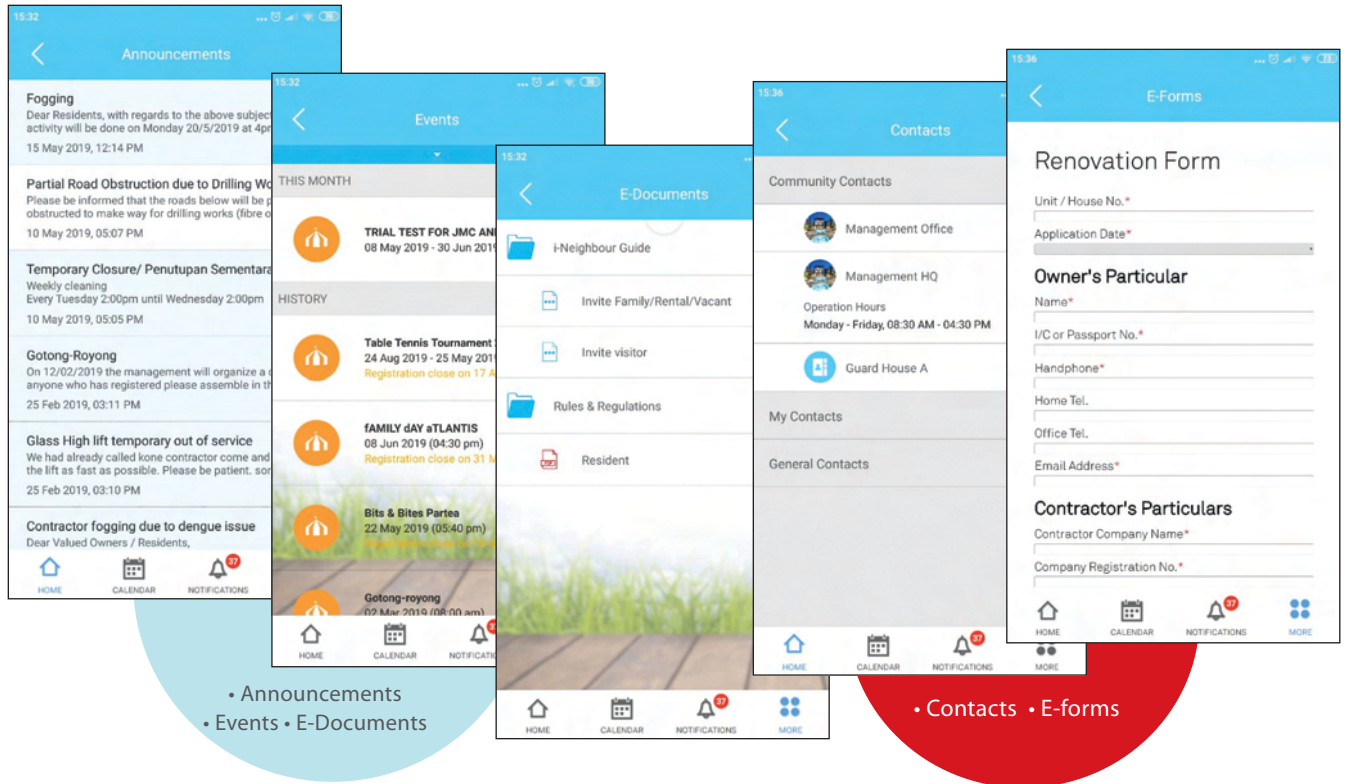 15:32
Announcements
Fogging
Dear Residents, with regards to the above subject
activity will be done on Monday 20/5/2019 at 4pm
15 May 2019, 12:14 PM
Partial Road Obstruction due to Drilling
Please be informed that the roads below will be
obstructed to make way for drilling works (fibre
10 May 2019, 05:07 PM
Temporary Closure/ Penutupan Sementara
Weekly cleaning
Every Tuesday 2:00pm until Wednesday 2:00pm
10 May 2019, 05:05 PM
Gotong-Royong
On 12/02/2019 the management will organize a
anyone who has registered please assemble in
25 Feb 2019, 03:11 PM
Glass High lift temporary out of service
We had already called kone contractor come and
the lift as fast as possible. Please be patient.
25 Feb 2019, 03:10 PM
Contractor fogging due to dengue issue
Dear Valued Owners / Residents,
HOME
CALENDAR
NOTIFICATIONS
37
15:32
Events
THIS MONTH
TRIAL TEST FOR JMC
08 May 2019 - 30 Jun 2019
HISTORY
Table Tennis Tournament
24 Aug 2019 - 25 May 201
Registration close on 17
fAMILY dAY aTLANTIS
08 Jun 2019 (04:30 pm)
Registration close on 31
Bits & Bites Partea
22 May 2019 (05:40 pm)
Gotong-royong
02 Mar 2019 (08:00 am)
HOME
CALENDAR
15:32
E-Documents
i-Neighbour Guide
Invite Family/Rental/Vacant
Invite visitor
Rules & Regulations
Resident
HOME
CALENDAR
NOTIFICATIONS
37
MORE
15:36
Contacts
Community Contacts
Management Office
Management HQ
Operation Hours
Monday - Friday, 08:30 AM - 04:30 PM
Guard House A
My Contacts
General Contacts
HOME
CALENDAR
NOTIFICATIONS
37
MORE
15:36
E-Forms
Renovation Form
Unit / House No.*
Application Date*
Owner's Particular
Name*
I/C or Passport No.*
Handphone*
Home Tel.
Office Tel.
Email Address*
Contractor's Particulars
Contractor Company Name*
Company Registration No.*
HOME
CALENDAR
NOTIFICATIONS
37
MORE
• Announcements
• Events • E-Documents
• Contacts • E-forms